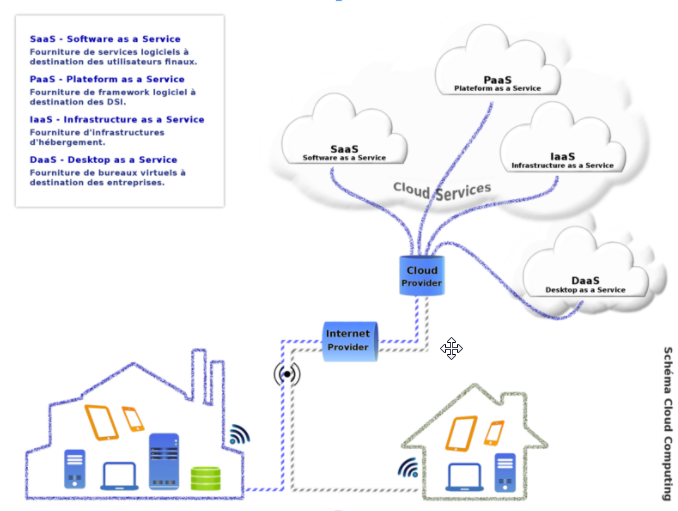 SaaS - Software as a Service
Fourniture de services logiciels à
destination des utilisateurs finaux.
PaaS - Plateform as a Service
Fourniture de framework logiciel à
destination des DSI.
IaaS - Infrastructure as a Service
Fourniture d'infrastructures
d'hébergement.
DaaS - Desktop as a Service
Fourniture de bureaux virtuels à
destination des entreprises.
PaaS
Plateform as a Service
SaaS
Software as a Service
IaaS
Infrastructure as a Service
Cloud Services
Cloud
Provider
DaaS
Desktop as a Service
Internet
Provider
Schéma Cloud Computing